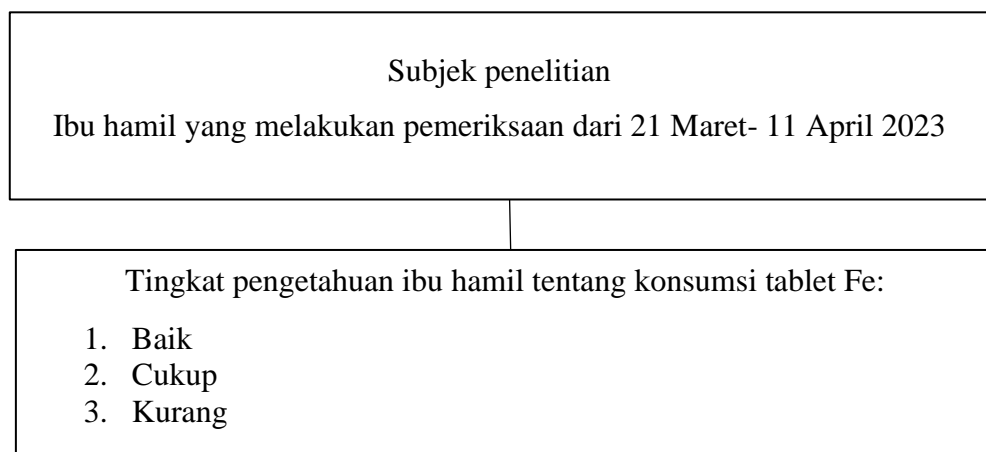 Subjek penelitian
Ibu hamil yang melakukan pemeriksaan dari 21 Maret- 11 April 2023
Tingkat pengetahuan ibu hamil tentang konsumsi tablet Fe:
1. Baik
2. Cukup
3. Kurang